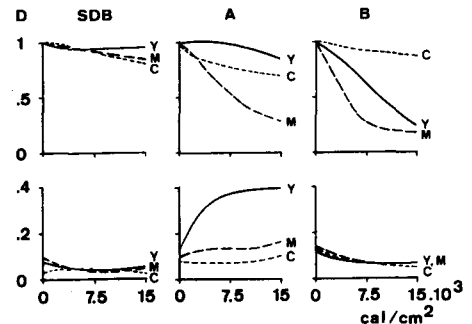 D SDB A B
1 .5 0
Y M C
Y C M
C Y M
.4 .2 0
Y M C
Y M C
Y,M C
0 7.5 15 0 7.5 15 0 7.5 15.10³
cal/cm²